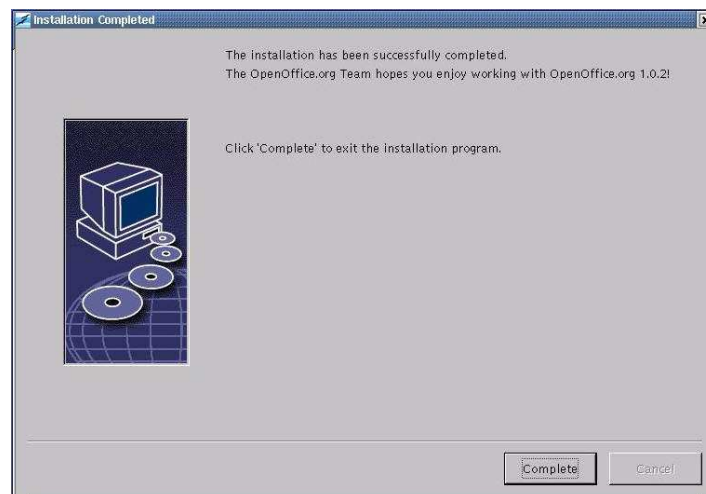 Installation Completed
The installation has been successfully completed.
The OpenOffice.org Team hopes you enjoy working with OpenOffice.org 1.0.2!
Click 'Complete' to exit the installation program.
Complete
Cancel